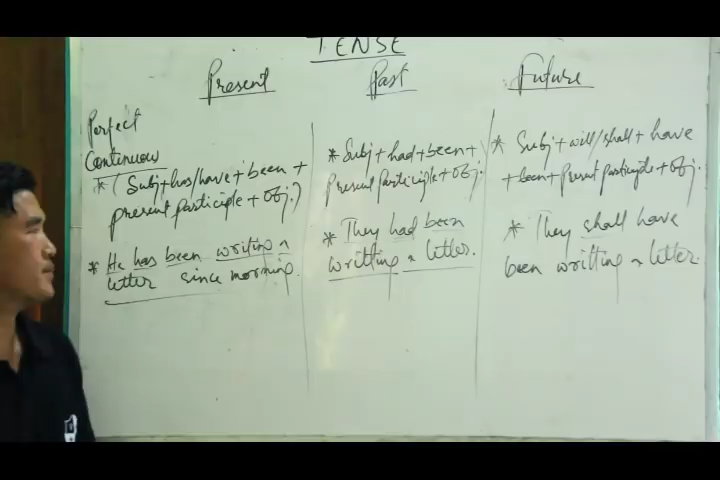 TENSE
Present Past Future
Perfect
Continuous
* (Subj+has/have+been+
present participle+obj.)
* He has been writing a
letter since morning.
* Subj+had+been+
present participle+obj.
* They had been
writting a letter.
* Subj+will/shall+have
+been+present participle+obj.
* They shall have
been writting a letter.